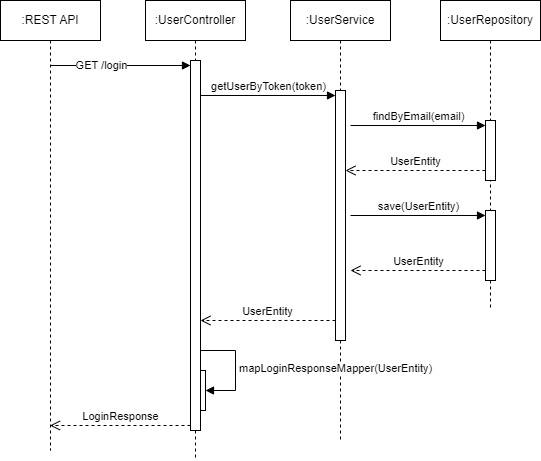 :REST API
:UserController
:UserService
:UserRepository
GET /login
getUserByToken(token)
findByEmail(email)
UserEntity
save(UserEntity)
UserEntity
UserEntity
mapLoginResponseMapper(UserEntity)
LoginResponse